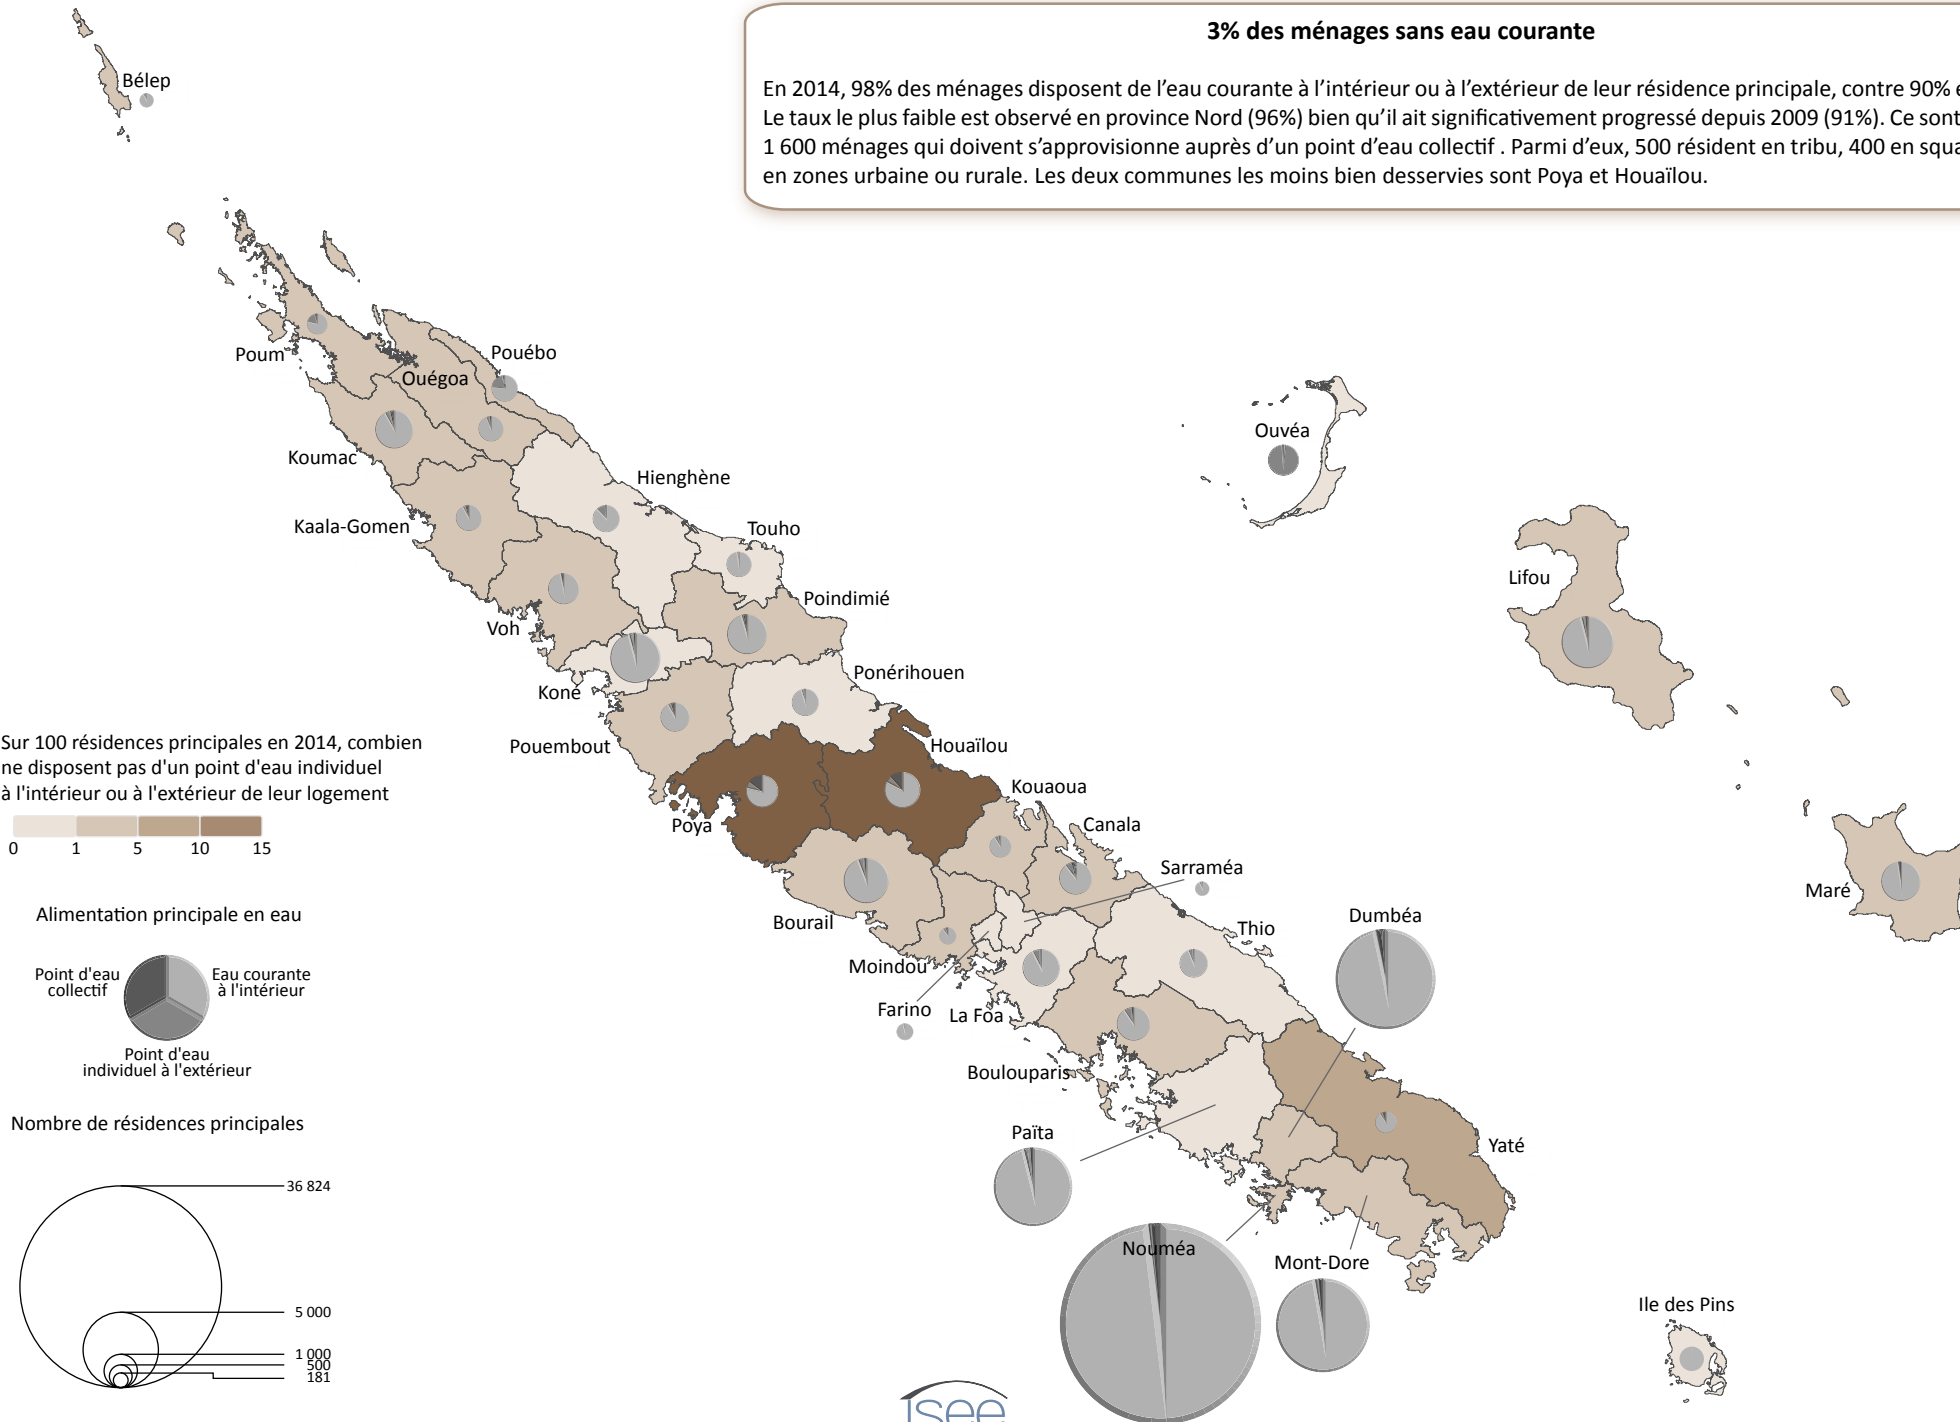 3% des ménages sans eau courante
En 2014, 98% des ménages disposent de l'eau courante à l'intérieur ou à l'extérieur de leur résidence principale, contre 90% e
Le taux le plus faible est observé en province Nord (96%) bien qu'il ait significativement progressé depuis 2009 (91%). Ce sont
1 600 ménages qui doivent s'approvisionne auprès d'un point d'eau collectif . Parmi d'eux, 500 résident en tribu, 400 en squa
en zones urbaine ou rurale. Les deux communes les moins bien desservies sont Poya et Houaïlou.
Bélep
Poum
Pouébo
Ouégoa
Koumac
Hienghène
Kaala-Gomen
Touho
Poindimié
Voh
Ponérihouen
Koné
Pouembout
Houaïlou
Kouaoua
Poya
Canala
Sarraméa
Bourail
Thio
Dumbéa
Moindou
Farino
La Foa
Boulouparis
Païta
Yaté
Nouméa
Mont-Dore
Ile des Pins
Ouvéa
Lifou
Maré
Sur 100 résidences principales en 2014, combien
ne disposent pas d'un point d'eau individuel
à l'intérieur ou à l'extérieur de leur logement
0 1 5 10 15
Alimentation principale en eau
Point d'eau
collectif
Eau courante
à l'intérieur
Point d'eau
individuel à l'extérieur
Nombre de résidences principales
36 824
5 000
1 000
500
181
isee